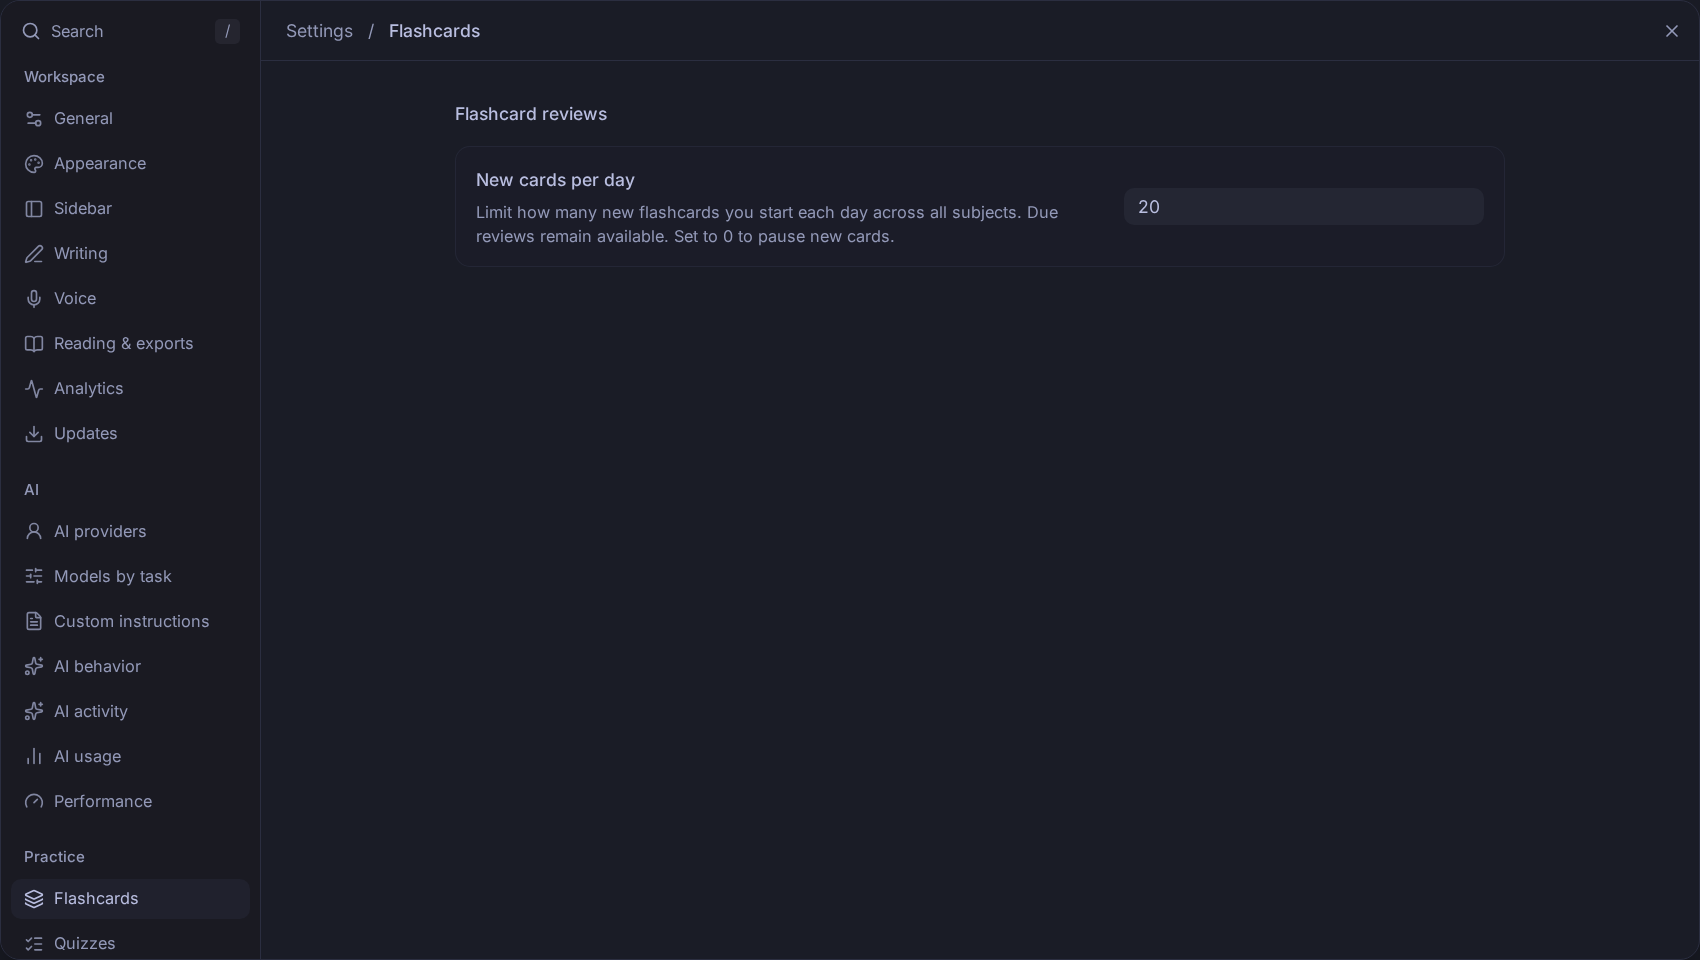 Search /
Workspace
General
Appearance
Sidebar
Writing
Voice
Reading & exports
Analytics
Updates
AI
AI providers
Models by task
Custom instructions
AI behavior
AI activity
AI usage
Performance
Practice
Flashcards
Quizzes
Settings / Flashcards
Flashcard reviews
New cards per day
Limit how many new flashcards you start each day across all subjects. Due
reviews remain available. Set to 0 to pause new cards.
20